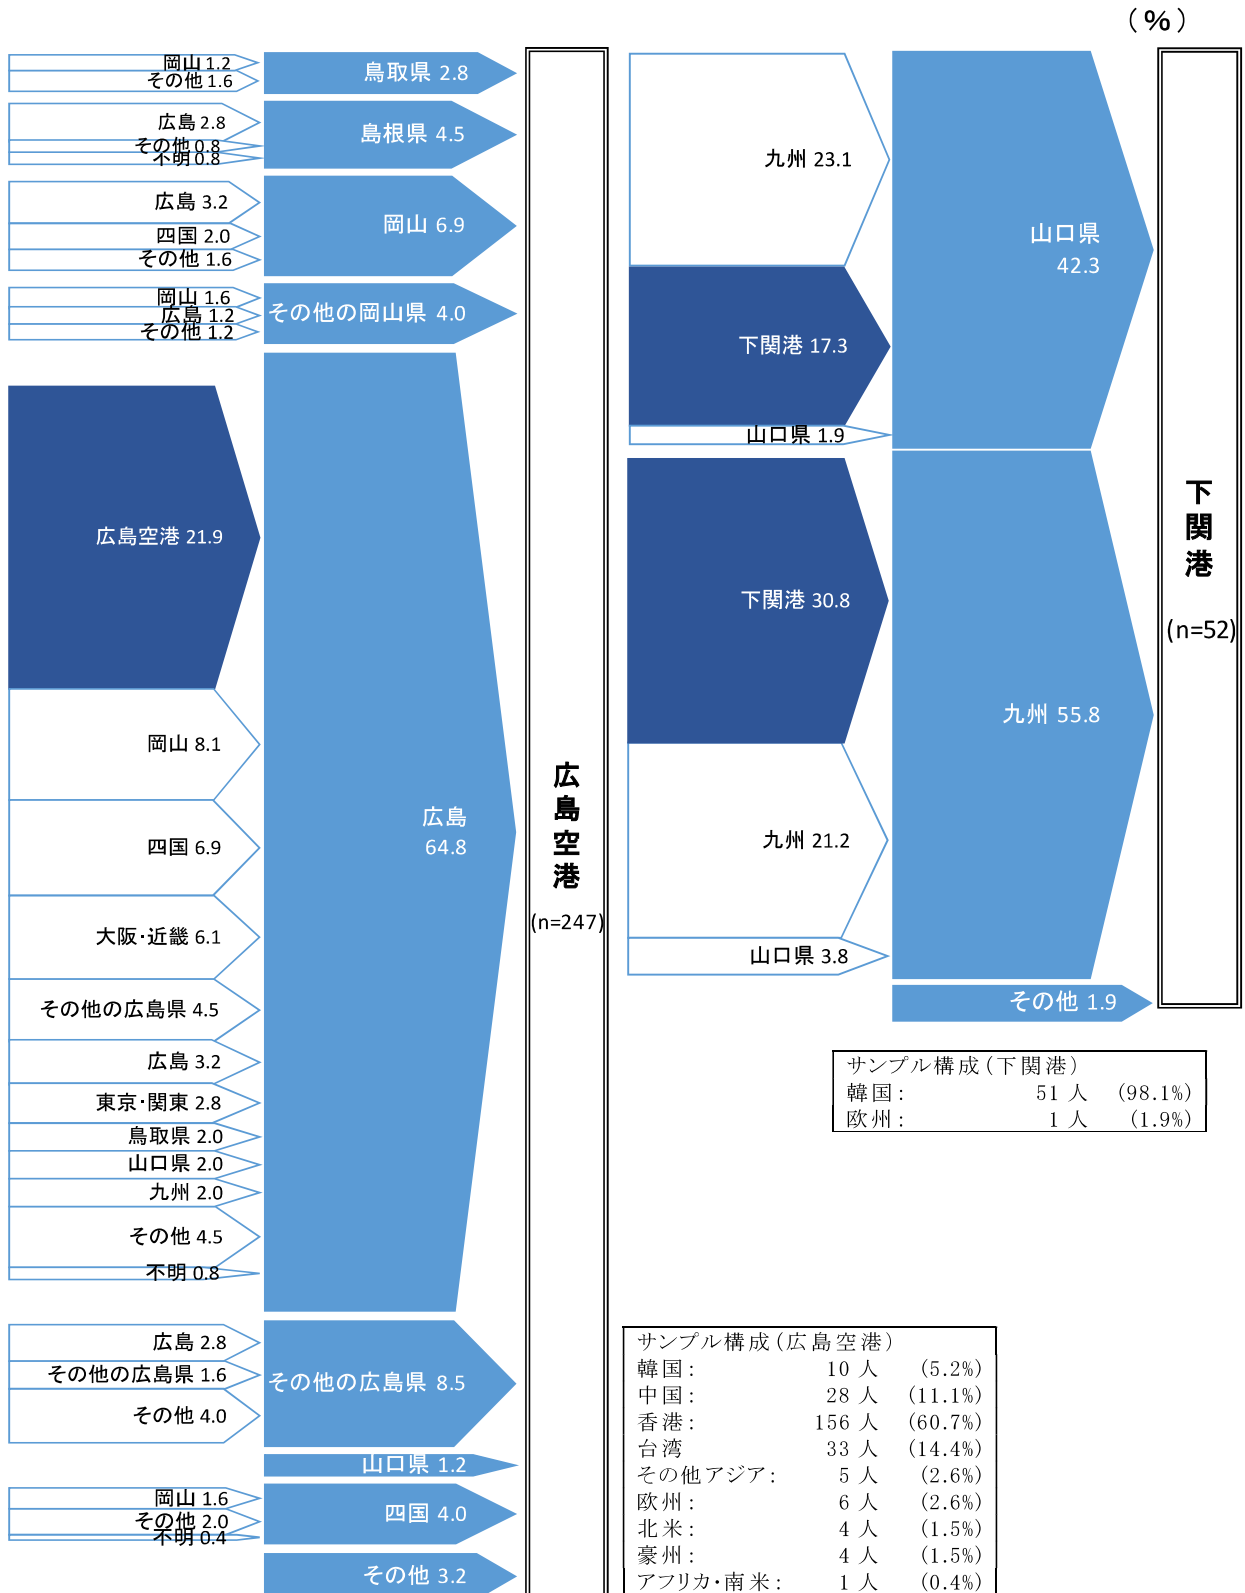 (%)
岡山 1.2
その他 1.6
鳥取県 2.8
広島 2.8
その他 0.8
不明 0.8
島根県 4.5
広島 3.2
四国 2.0
その他 1.6
岡山 6.9
岡山 1.6
広島 1.2
その他 1.2
その他の岡山県 4.0
広島空港 21.9
岡山 8.1
四国 6.9
大阪・近畿 6.1
その他の広島県 4.5
広島 3.2
東京・関東 2.8
鳥取県 2.0
山口県 2.0
九州 2.0
その他 4.5
不明 0.8
広島
64.8
広島 2.8
その他の広島県 1.6
その他 4.0
その他の広島県 8.5
山口県 1.2
岡山 1.6
その他 2.0
不明 0.4
四国 4.0
その他 3.2
広島空港
(n=247)
九州 23.1
下関港 17.3
山口県 1.9
山口県
42.3
下関港 30.8
九州 21.2
山口県 3.8
九州 55.8
その他 1.9
下関港
(n=52)
サンプル構成(下関港)
韓国: 51 人 (98.1%)
欧州: 1 人 (1.9%)
サンプル構成(広島空港)
韓国: 10 人 (5.2%)
中国: 28 人 (11.1%)
香港: 156 人 (60.7%)
台湾 33 人 (14.4%)
その他アジア: 5 人 (2.6%)
欧州: 6 人 (2.6%)
北米: 4 人 (1.5%)
豪州: 4 人 (1.5%)
アフリカ・南米: 1 人 (0.4%)